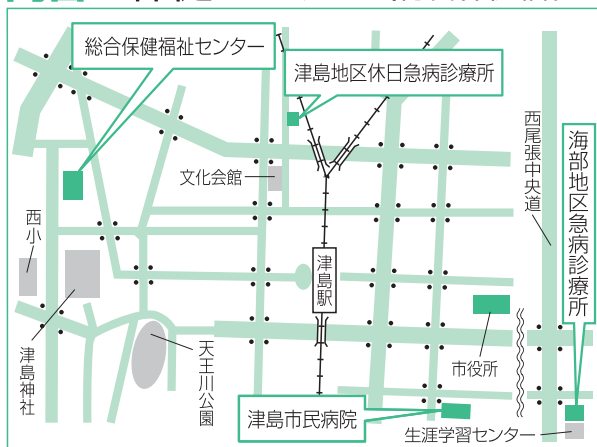 総合保健福祉センター
津島地区休日急病診療所
西尾張中央道
海部地区急病診療所
文化会館
西小
津島駅
市役所
津島神社
天王川公園
津島市民病院
生涯学習センター